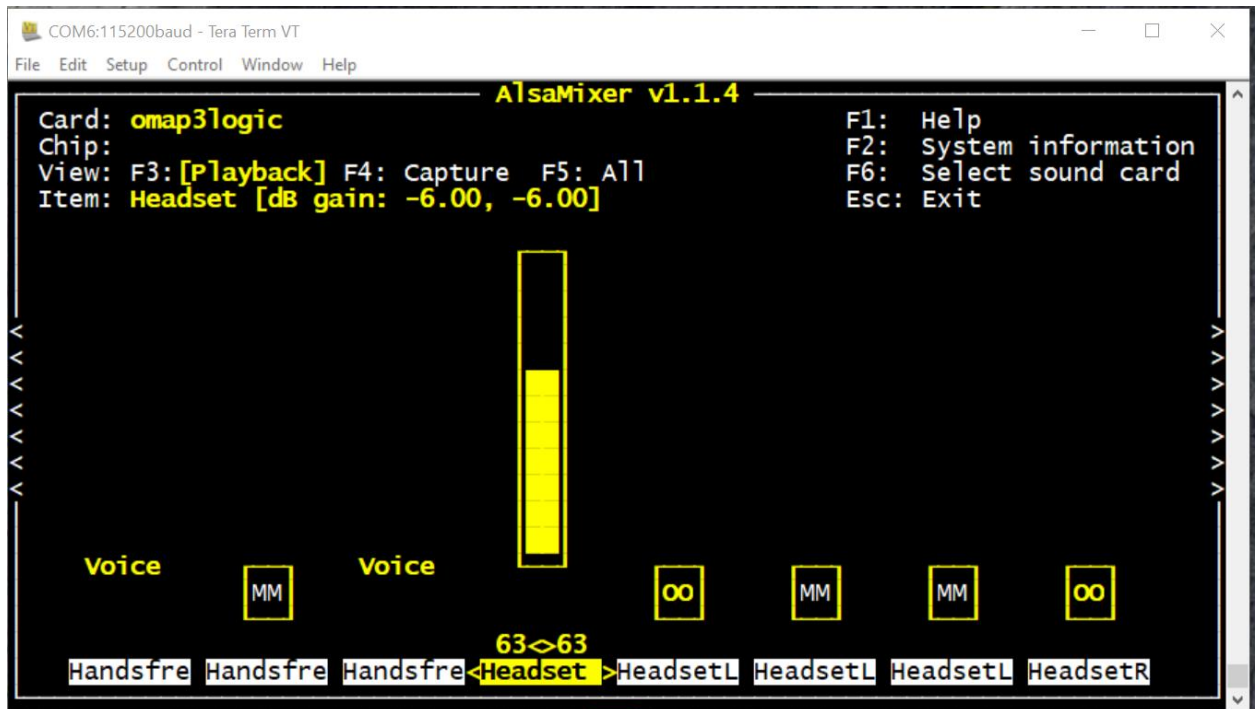 COM6:115200baud - Tera Term VT
File Edit Setup Control Window Help
AlsaMixer v1.1.4
Card: omap3logic F1: Help
Chip: F2: System information
View: F3:[Playback] F4: Capture F5: All F6: Select sound card
Item: Headset [dB gain: -6.00, -6.00] Esc: Exit
< >
< >
< >
< >
< >
< >
< >
Voice Voice
MM OO MM MM OO
63<>63
Handsfre Handsfre Handsfre<Headset >HeadsetL HeadsetL HeadsetL HeadsetR